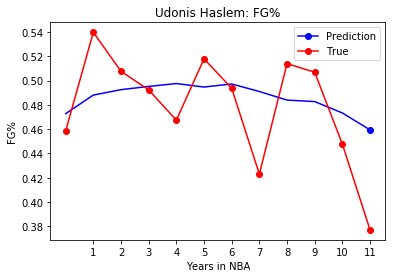 Udonis Haslem: FG%
Prediction
True
FG%
0.54
0.52
0.50
0.48
0.46
0.44
0.42
0.40
0.38
1 2 3 4 5 6 7 8 9 10 11
Years in NBA